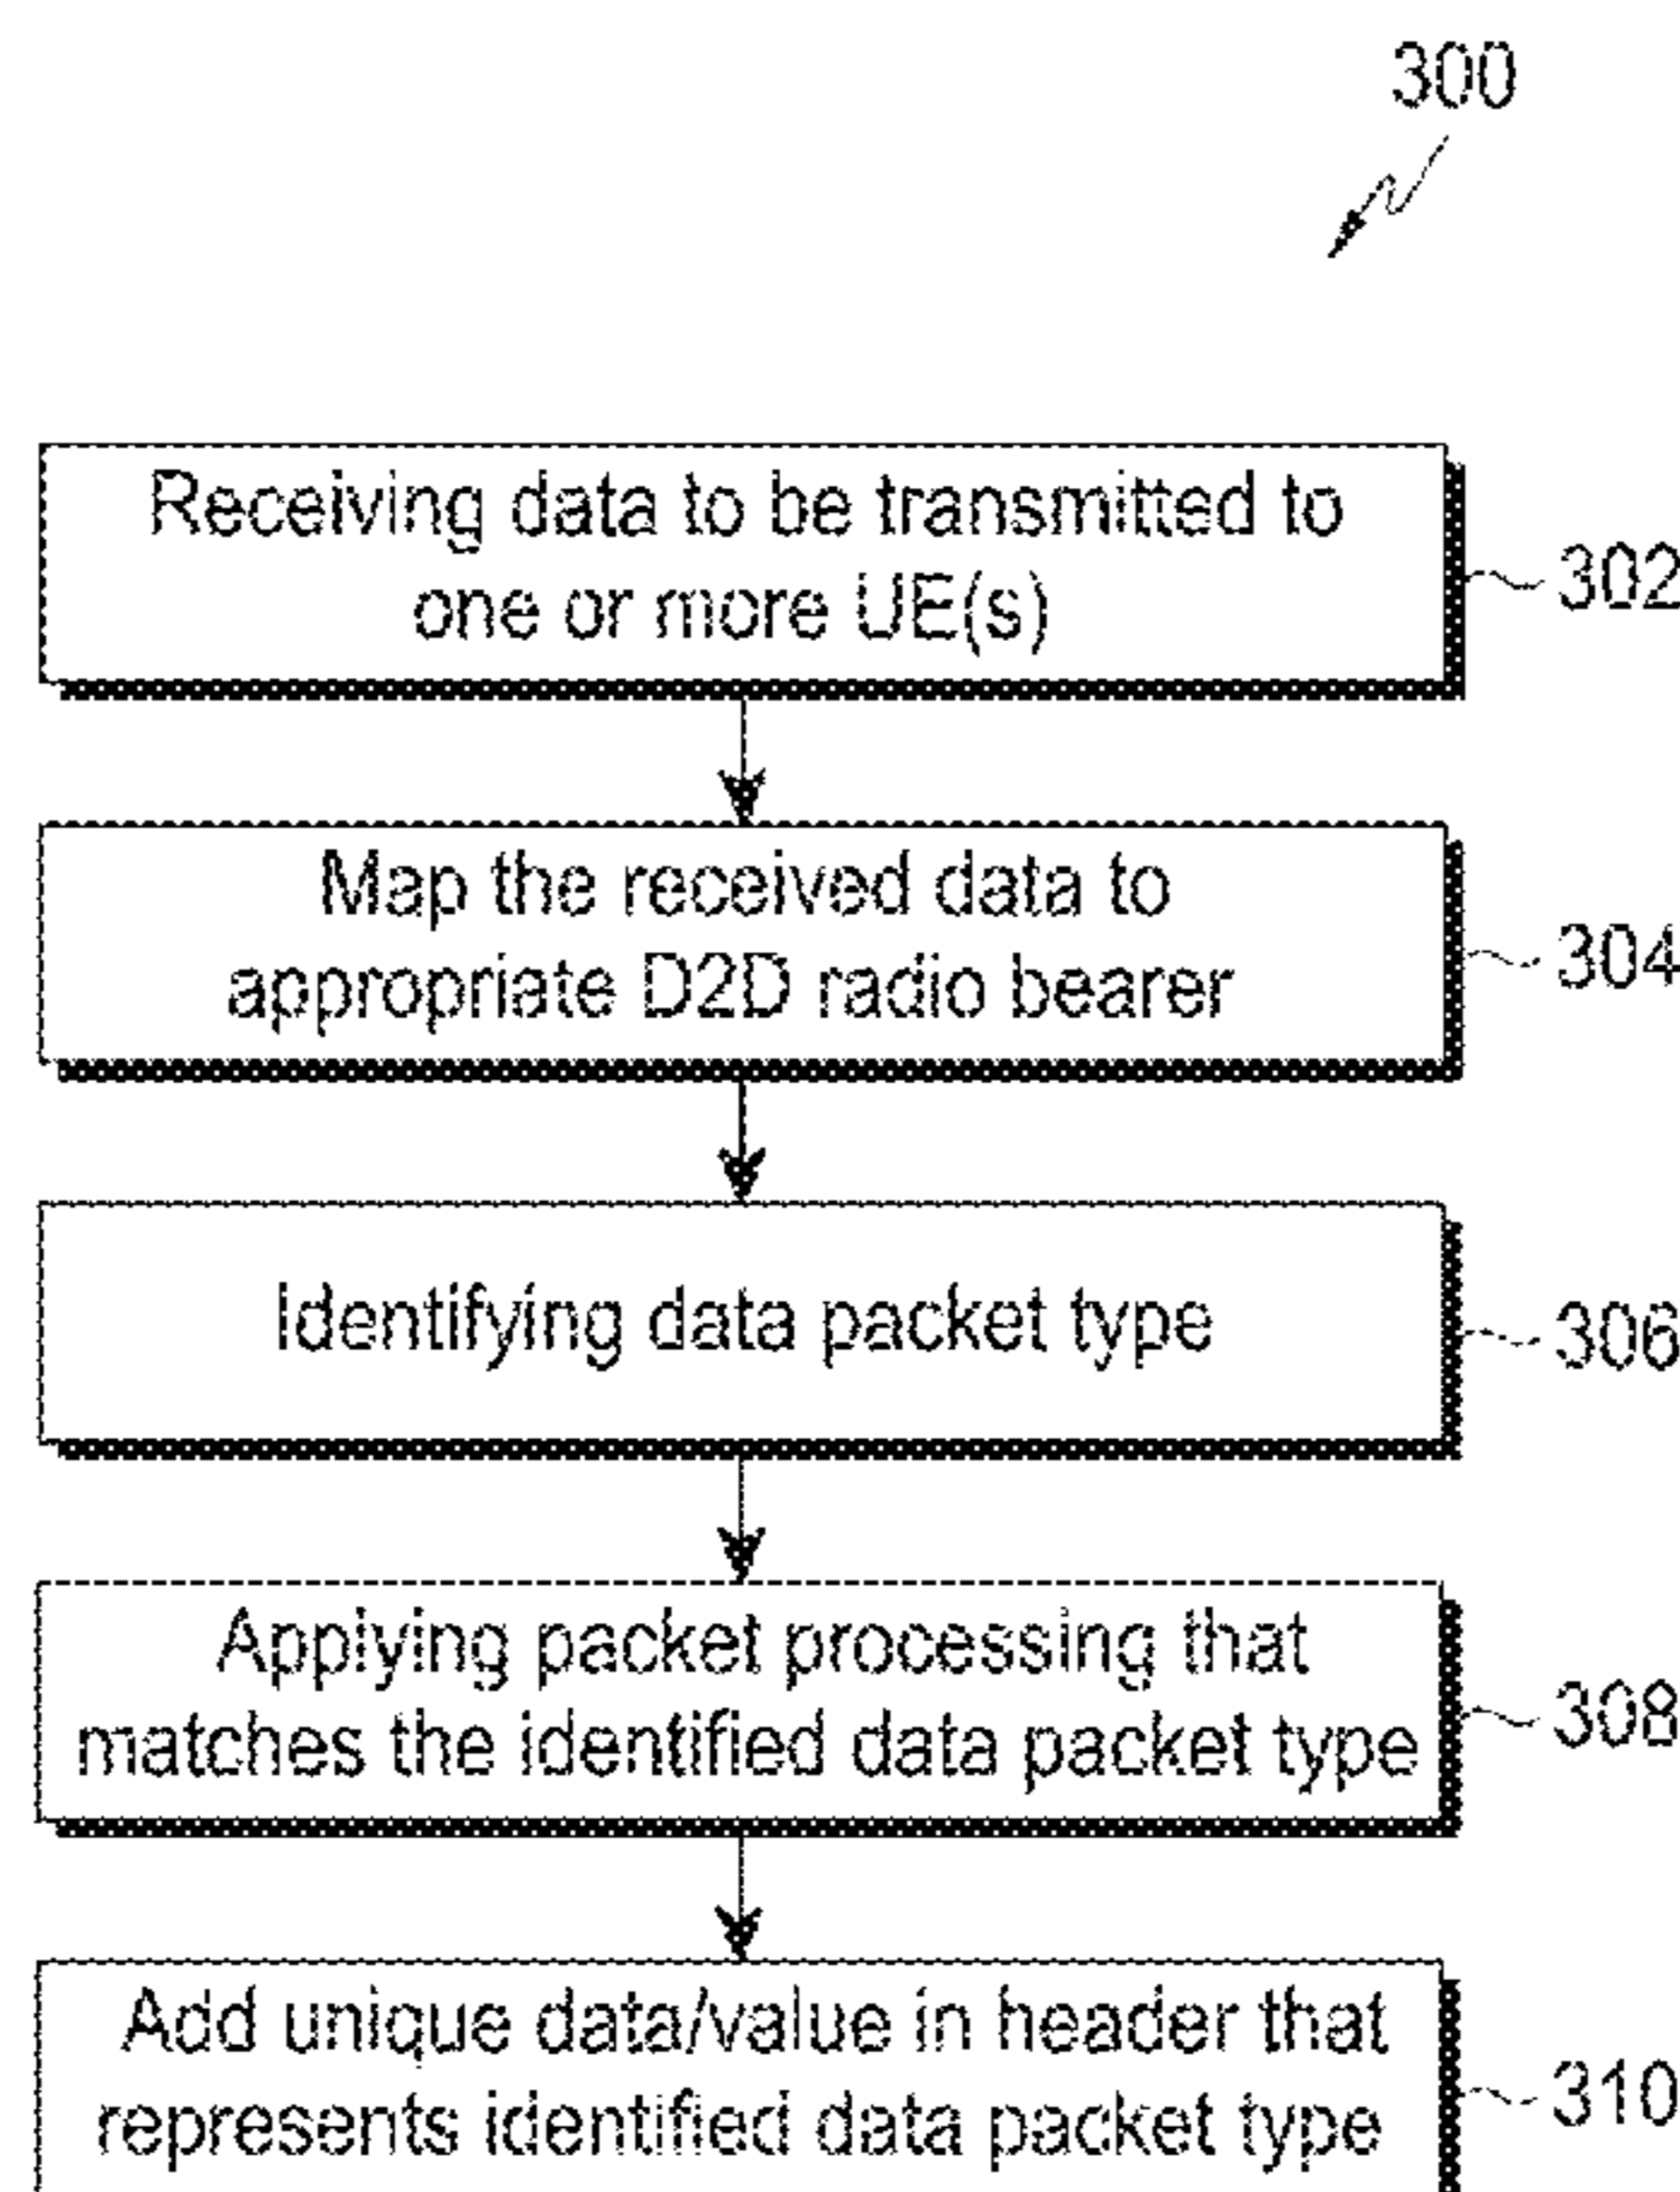 300
Receiving data to be transmitted to
one or more UE(s)
302
Map the received data to
appropriate D2D radio bearer
304
Identifying data packet type
306
Applying packet processing that
matches the identified data packet type
308
Add unique data/value in header that
represents identified data packet type
310